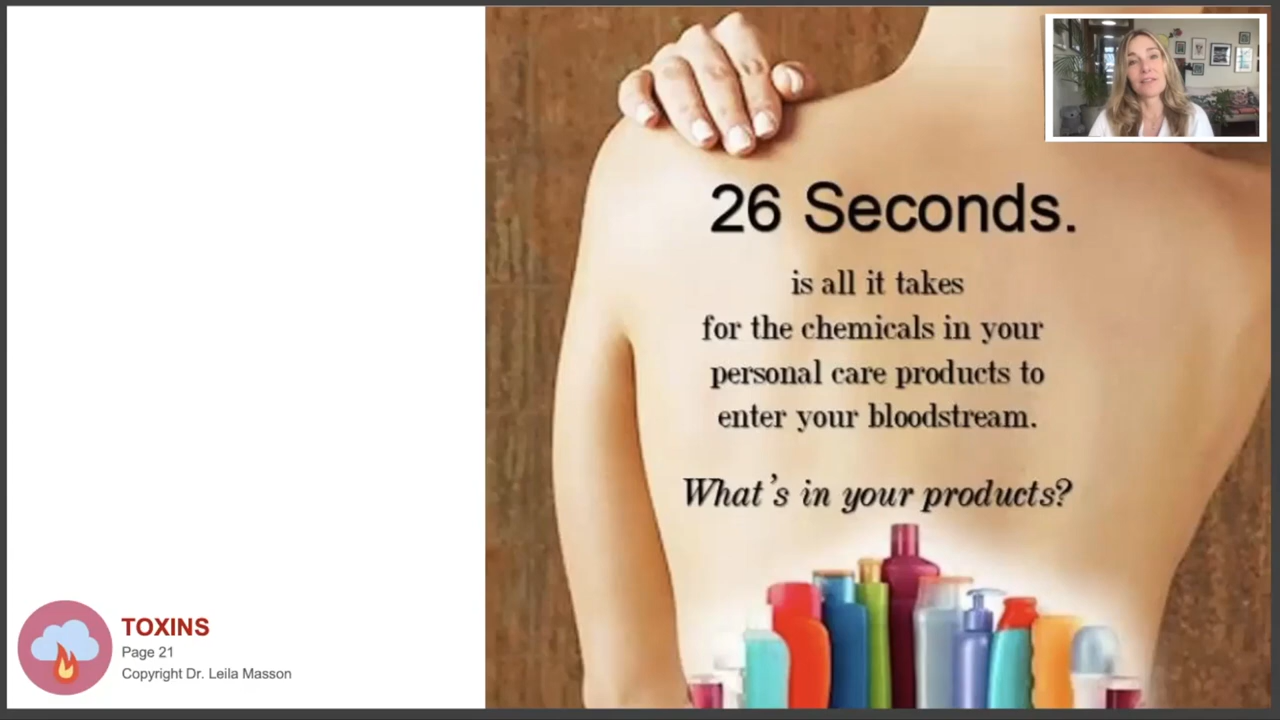 26 Seconds.
is all it takes
for the chemicals in your
personal care products to
enter your bloodstream.
What's in your products?
TOXINS
Page 21
Copyright Dr. Leila Masson